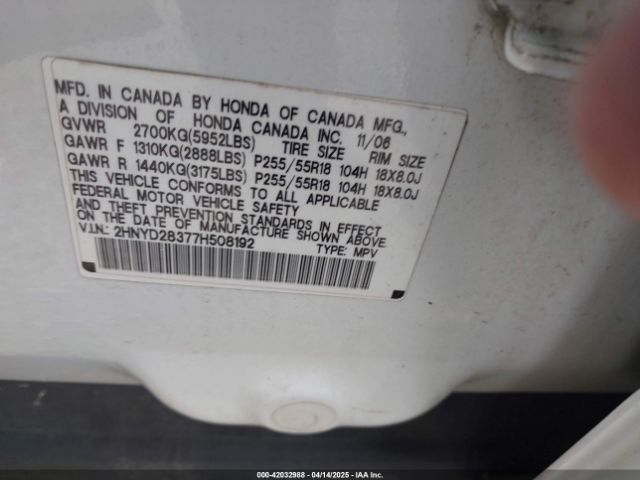 MFD. IN CANADA BY HONDA OF CANADA MFG.,
A DIVISION OF HONDA CANADA INC. 11/06
GVWR 2700KG(5952LBS) TIRE SIZE RIM SIZE
GAWR F 1310KG(2888LBS) P255/55R18 104H 18X8.0J
GAWR R 1440KG(3175LBS) P255/55R18 104H 18X8.0J
THIS VEHICLE CONFORMS TO ALL APPLICABLE
FEDERAL MOTOR VEHICLE SAFETY
AND THEFT PREVENTION STANDARDS IN EFFECT
ON DATE OF MANUFACTURE SHOWN ABOVE.
V.I.N.: 2HNYD28377H508192 TYPE: MPV
000-42032988 - 04/14/2025 - IAA Inc.